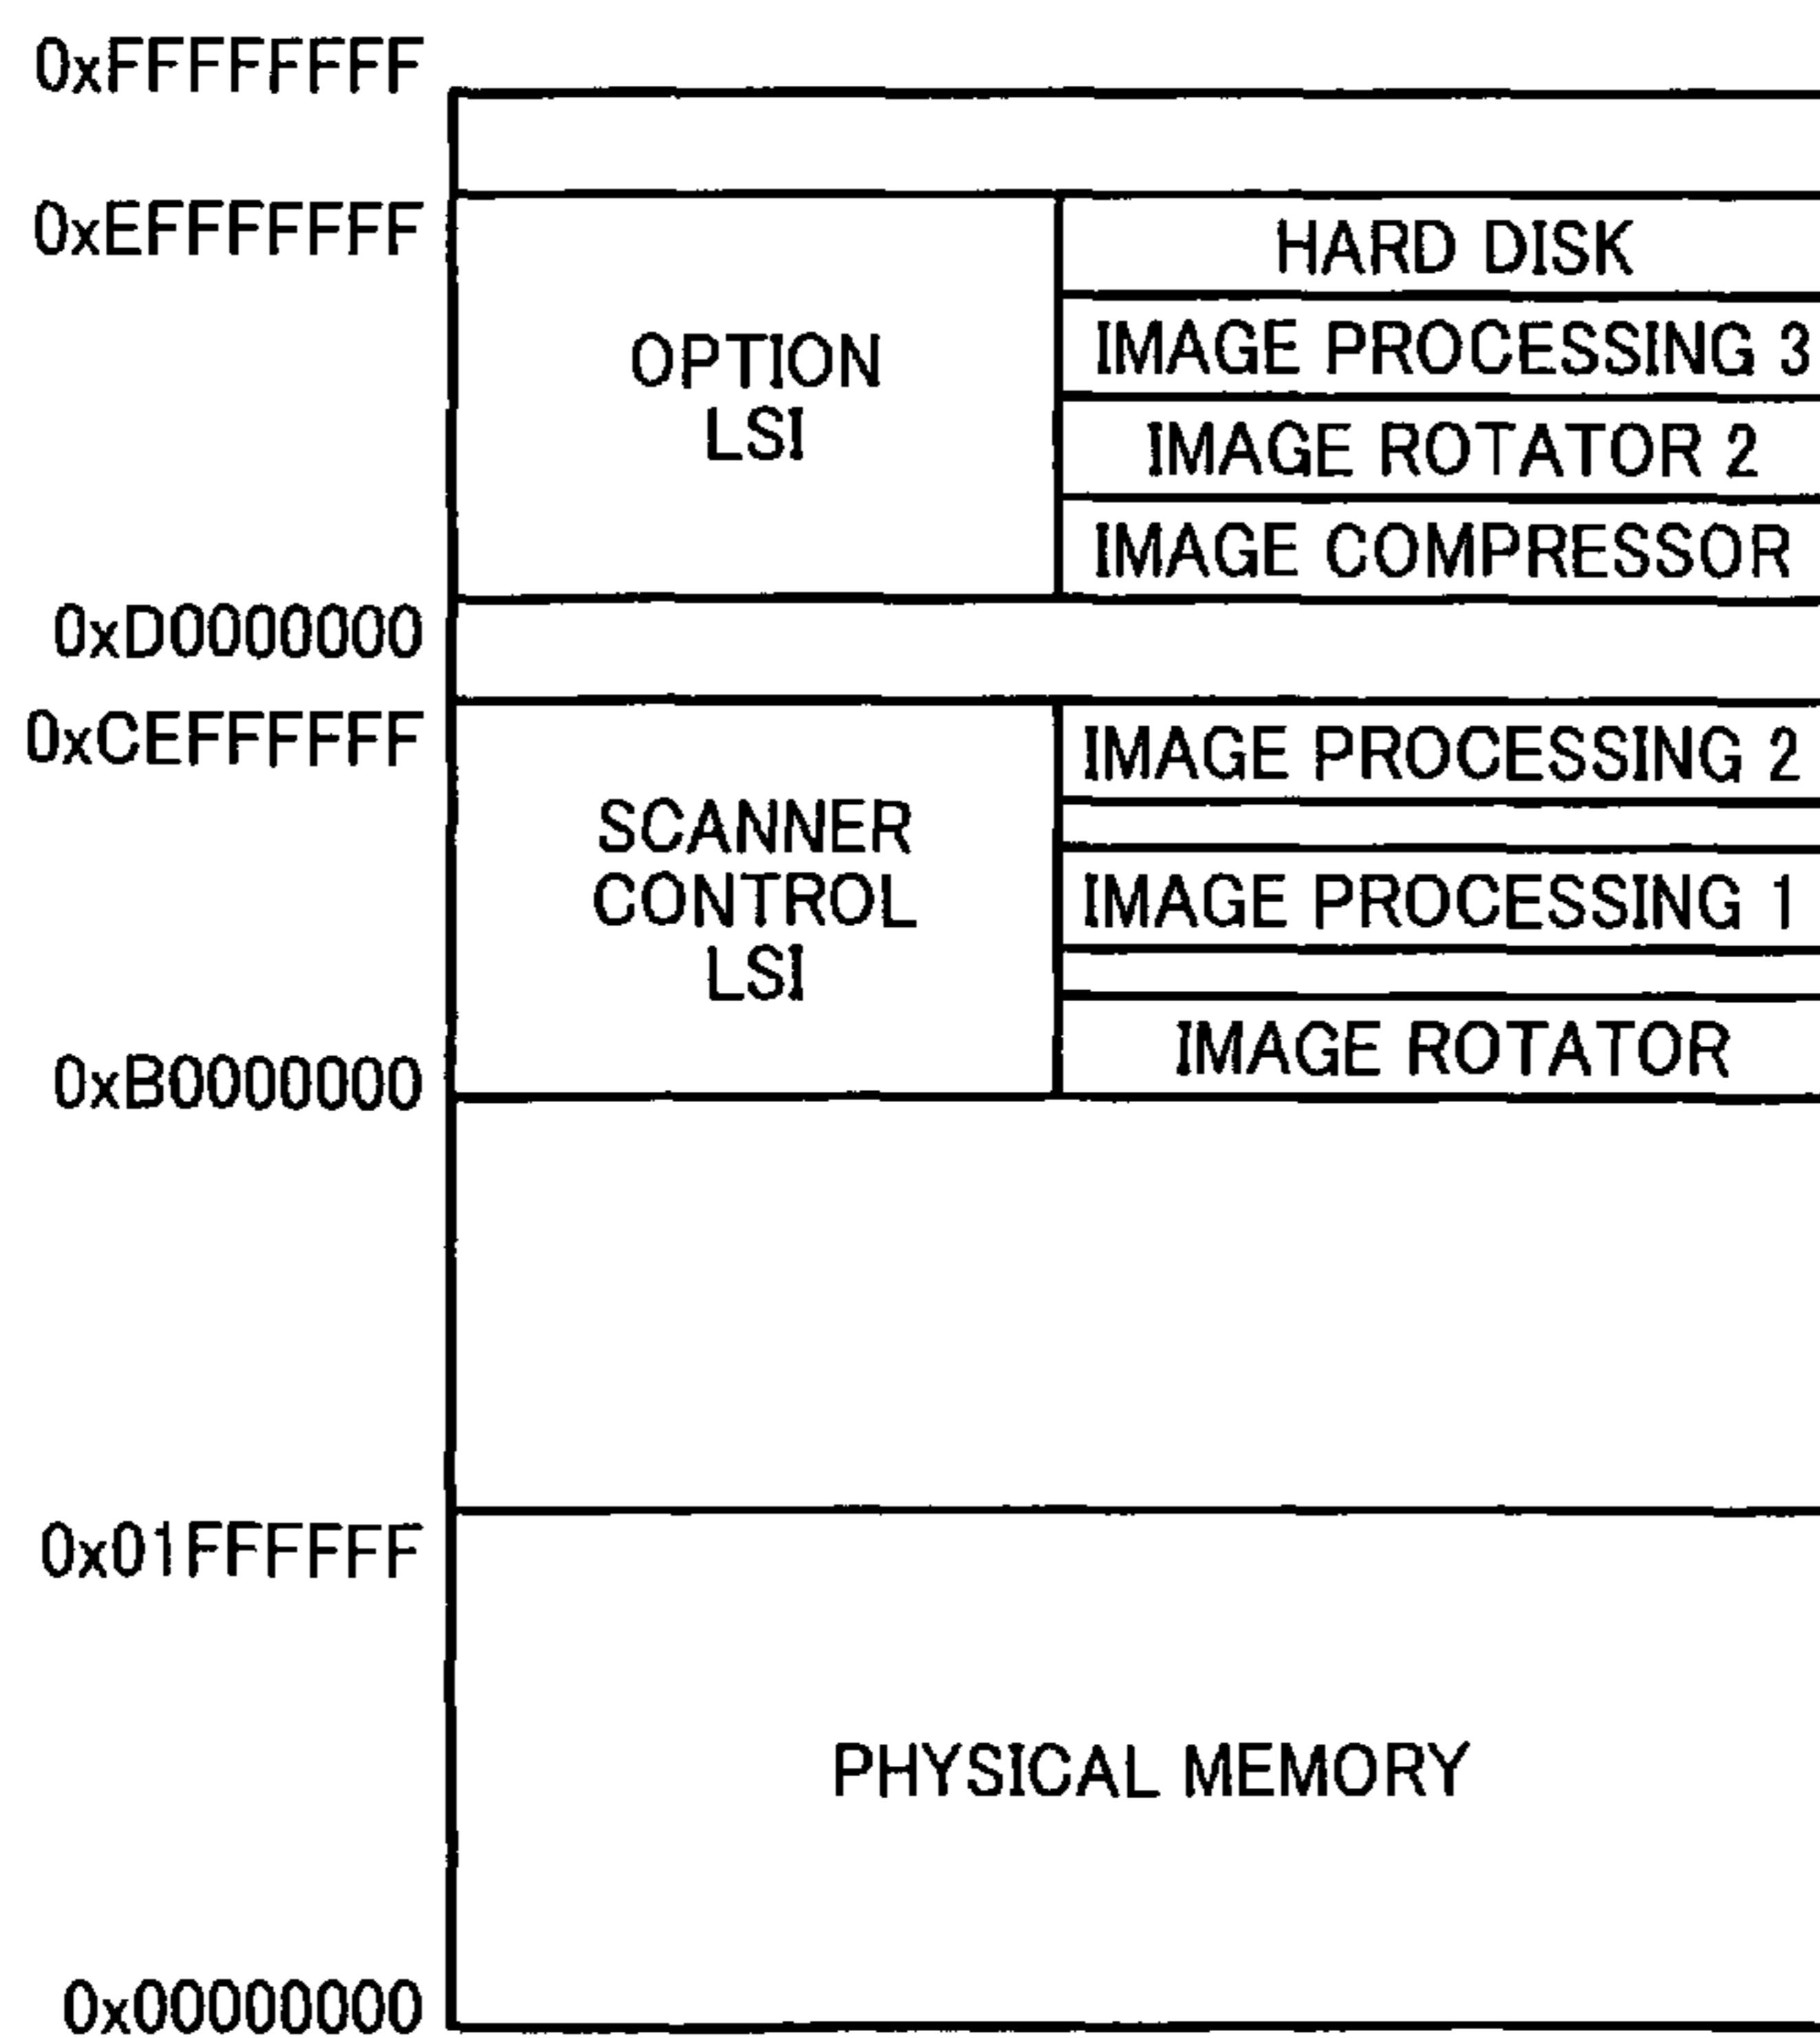 0xFFFFFFFF
0xEFFFFFFF
OPTION
LSI
HARD DISK
IMAGE PROCESSING 3
IMAGE ROTATOR 2
IMAGE COMPRESSOR
0xD0000000
0xCEFFFFFF
SCANNER
CONTROL
LSI
IMAGE PROCESSING 2
IMAGE PROCESSING 1
IMAGE ROTATOR
0xB0000000
0x01FFFFFF
PHYSICAL MEMORY
0x00000000